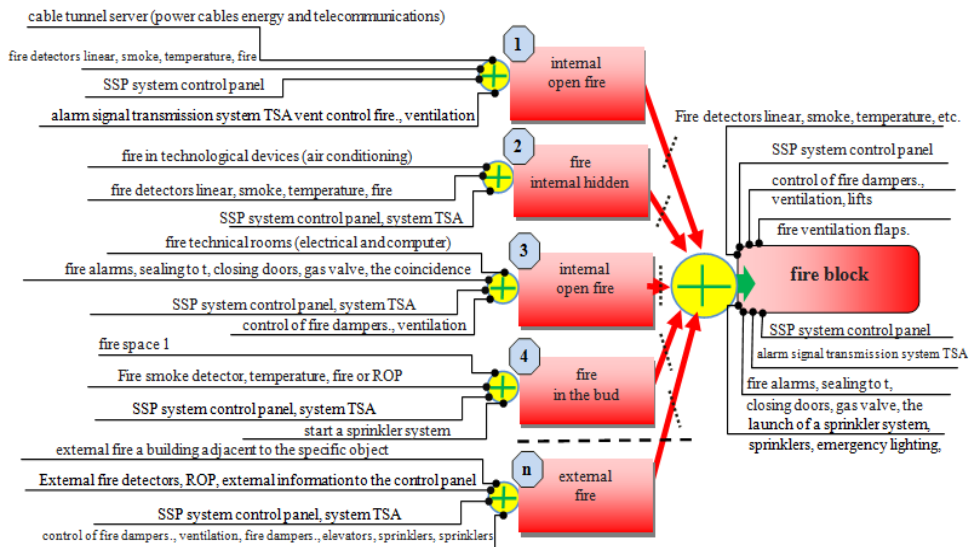 cable tunnel server (power cables energy and telecommunications)
fire detectors linear, smoke, temperature, fire
SSP system control panel
alarm signal transmission system TSA vent control fire., ventilation
1
internal
open fire
fire in technological devices (air conditioning)
fire detectors linear, smoke, temperature, fire
SSP system control panel, system TSA
2
fire
internal hidden
fire technical rooms (electrical and computer)
fire alarms, sealing to t, closing doors, gas valve, the coincidence
SSP system control panel, system TSA
control of fire dampers., ventilation
3
internal
open fire
fire space 1
Fire smoke detector, temperature, fire or ROP
SSP system control panel, system TSA
start a sprinkler system
4
fire
in the bud
external fire a building adjacent to the specific object
External fire detectors, ROP, external information to the control panel
SSP system control panel, system TSA
control of fire dampers., ventilation, fire dampers., elevators, sprinklers, sprinklers
n
external
fire
Fire detectors linear, smoke, temperature, etc.
SSP system control panel
control of fire dampers.,
ventilation, lifts
fire ventilation flaps.
fire block
SSP system control panel
alarm signal transmission system TSA
fire alarms, sealing to t,
closing doors, gas valve, the
launch of a sprinkler system,
sprinklers, emergency lighting,